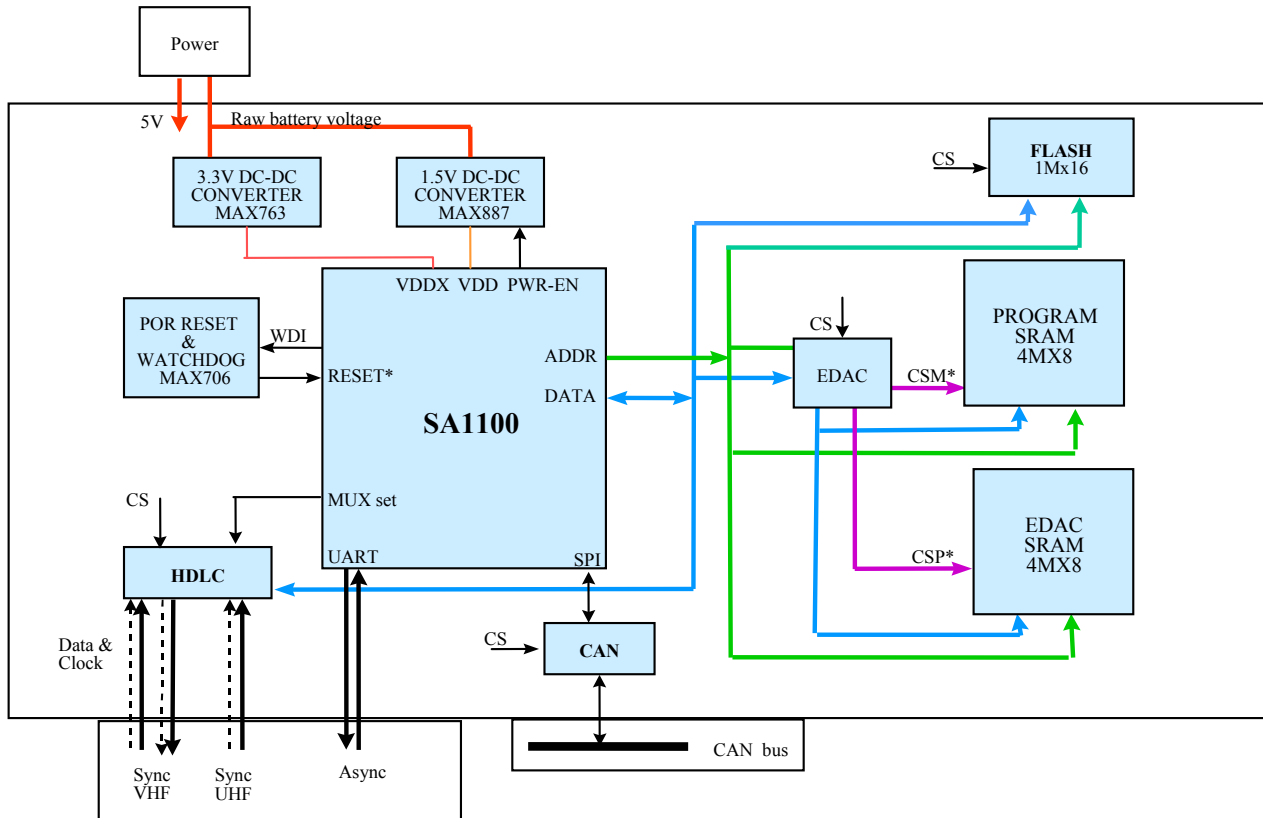 Power
5V
Raw battery voltage
3.3V DC-DC
CONVERTER
MAX763
1.5V DC-DC
CONVERTER
MAX887
CS
FLASH
1Mx16
VDDX VDD PWR-EN
POR RESET
&
WATCHDOG
MAX706
WDI
RESET*
ADDR
DATA
SA1100
CS
EDAC
CSM*
PROGRAM
SRAM
4MX8
CS
MUX set
UART
SPI
HDLC
CSP*
EDAC
SRAM
4MX8
Data &
Clock
CS
CAN
Sync
VHF
Sync
UHF
Async
CAN bus